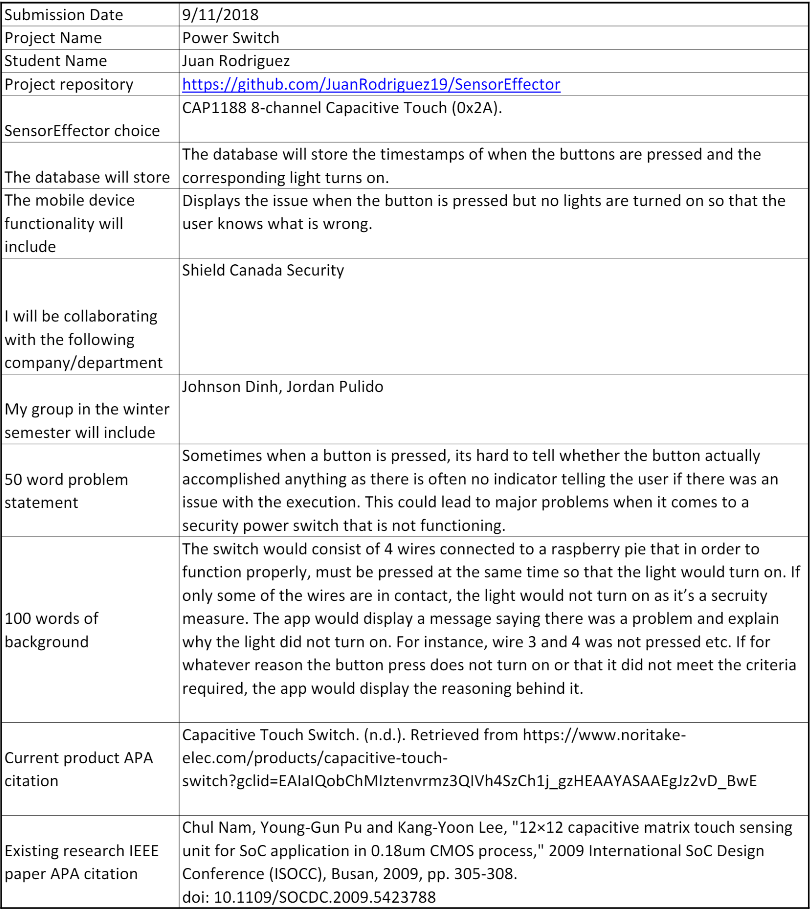 Submission Date 9/11/2018
Project Name Power Switch
Student Name Juan Rodriguez
Project repository https://github.com/JuanRodriguez19/SensorEffector
SensorEffector choice CAP1188 8-channel Capacitive Touch (0x2A).
The database will store The database will store the timestamps of when the buttons are pressed and the
corresponding light turns on.
The mobile device
functionality will
include
Displays the issue when the button is pressed but no lights are turned on so that the
user knows what is wrong.
I will be collaborating
with the following
company/department
Shield Canada Security
My group in the winter
semester will include
Johnson Dinh, Jordan Pulido
50 word problem
statement
Sometimes when a button is pressed, its hard to tell whether the button actually
accomplished anything as there is often no indicator telling the user if there was an
issue with the execution. This could lead to major problems when it comes to a
security power switch that is not functioning.
100 words of
background
The switch would consist of 4 wires connected to a raspberry pie that in order to
function properly, must be pressed at the same time so that the light would turn on. If
only some of the wires are in contact, the light would not turn on as it’s a secruity
measure. The app would display a message saying there was a problem and explain
why the light did not turn on. For instance, wire 3 and 4 was not pressed etc. If for
whatever reason the button press does not turn on or that it did not meet the criteria
required, the app would display the reasoning behind it.
Current product APA
citation
Capacitive Touch Switch. (n.d.). Retrieved from https://www.noritake-
elec.com/products/capacitive-touch-
switch?gclid=EAIaIQobChMIztenvrmz3QIVh4SzCh1j_gzHEAAYASAAEgJz2vD_BwE
Existing research IEEE
paper APA citation
Chul Nam, Young-Gun Pu and Kang-Yoon Lee, "12×12 capacitive matrix touch sensing
unit for SoC application in 0.18um CMOS process," 2009 International SoC Design
Conference (ISOCC), Busan, 2009, pp. 305-308.
doi: 10.1109/SOCDC.2009.5423788